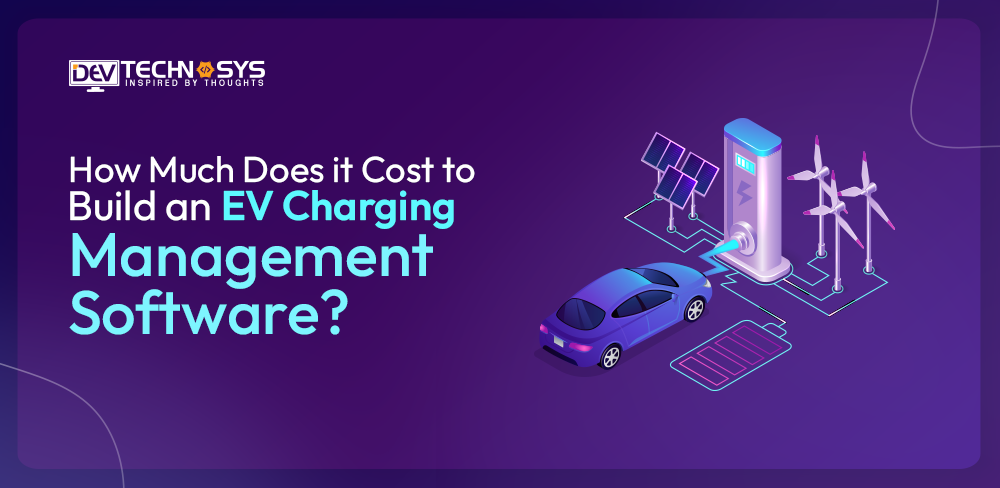 DEV TECHNOSYS
INSPIRED BY THOUGHTS
How Much Does it Cost to
Build an EV Charging
Management
Software?